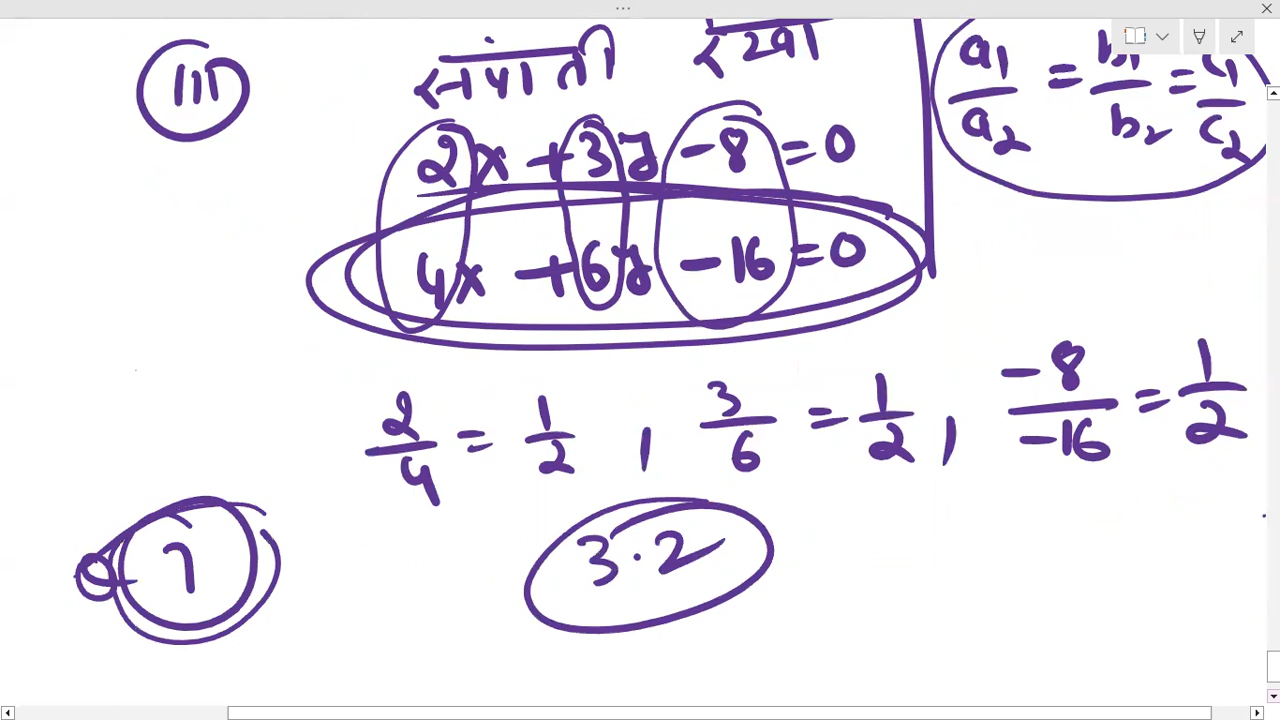 (iii)
a₁/a₂ = b₁/b₂ = c₁/c₂
2x + 3y - 8 = 0
4x + 6y - 16 = 0
2/4 = 1/2 , 3/6 = 1/2 , -8/-16 = 1/2
7
3.2